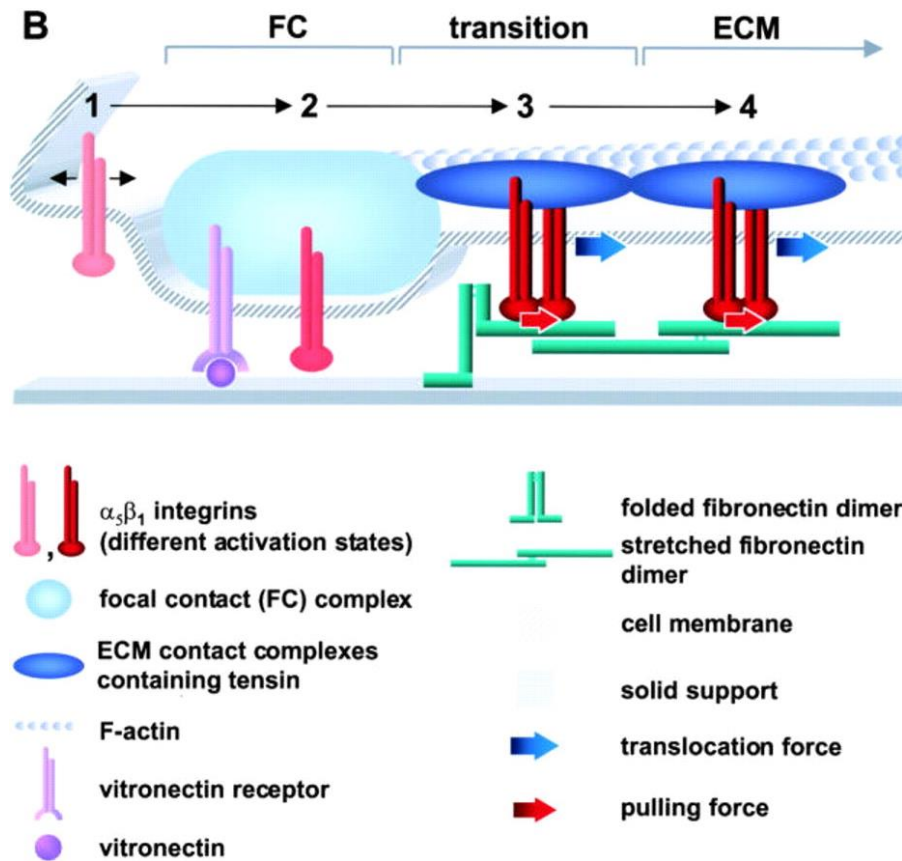 B
FC transition ECM
1 2 3 4
α₅β₁ integrins
(different activation states)
focal contact (FC) complex
ECM contact complexes
containing tensin
F-actin
vitronectin receptor
vitronectin
folded fibronectin dimer
stretched fibronectin
dimer
cell membrane
solid support
translocation force
pulling force